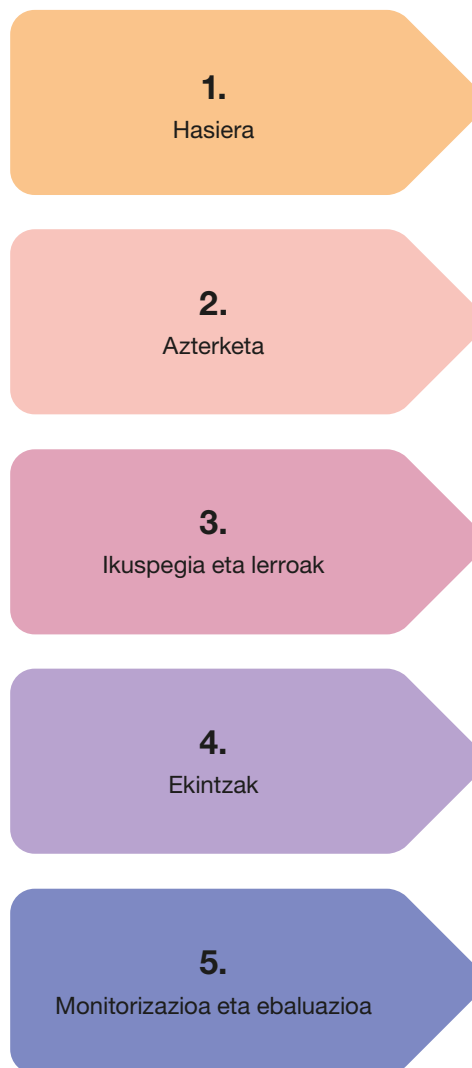 1.
Hasiera
2.
Azterketa
3.
Ikuspegia eta lerroak
4.
Ekintzak
5.
Monitorizazioa eta ebaluazioa